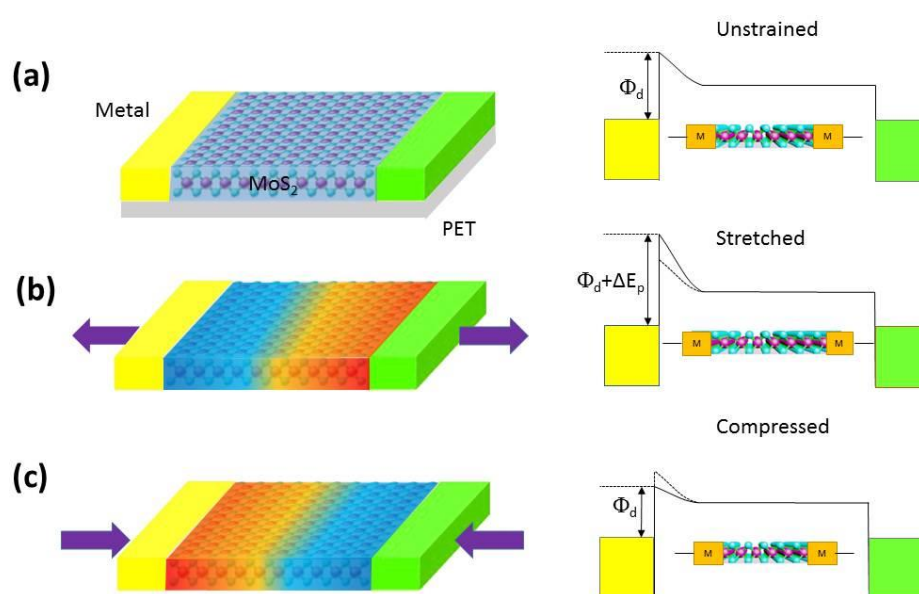 (a)
Metal
MoS₂
PET
Unstrained
Φd
M M
(b)
Stretched
Φd+ΔEp
M M
(c)
Compressed
Φd
M M